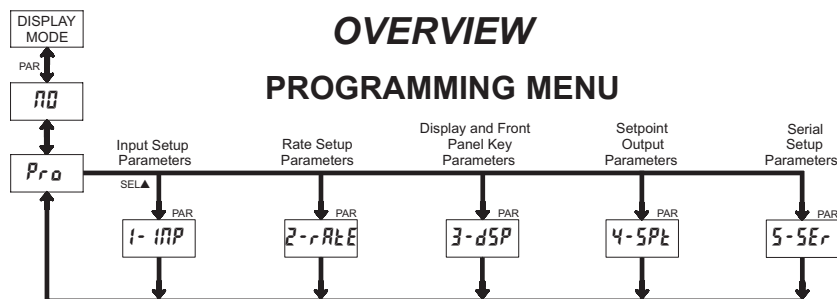 OVERVIEW
PROGRAMMING MENU
DISPLAY
MODE
PAR
NO
Pro
SEL▲
Input Setup
Parameters
PAR
1-INP
Rate Setup
Parameters
PAR
2-rAtE
Display and Front
Panel Key
Parameters
PAR
3-dSP
Setpoint
Output
Parameters
PAR
4-SPt
Serial
Setup
Parameters
PAR
5-SEr